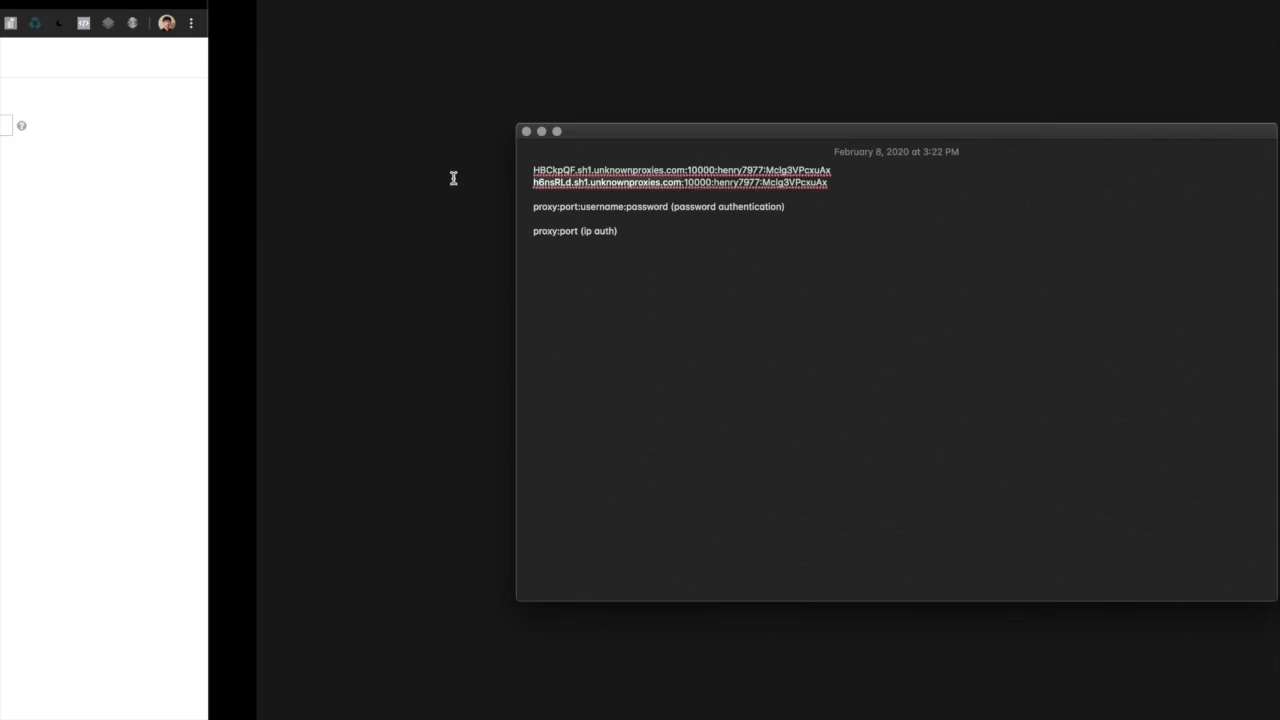 February 8, 2020 at 3:22 PM
HBCkpQF.sh1.unknownproxies.com:10000:henry7977:Mclg3VPcxuAx
h6nsRLd.sh1.unknownproxies.com:10000:henry7977:Mclg3VPcxuAx
proxy:port:username:password (password authentication)
proxy:port (ip auth)